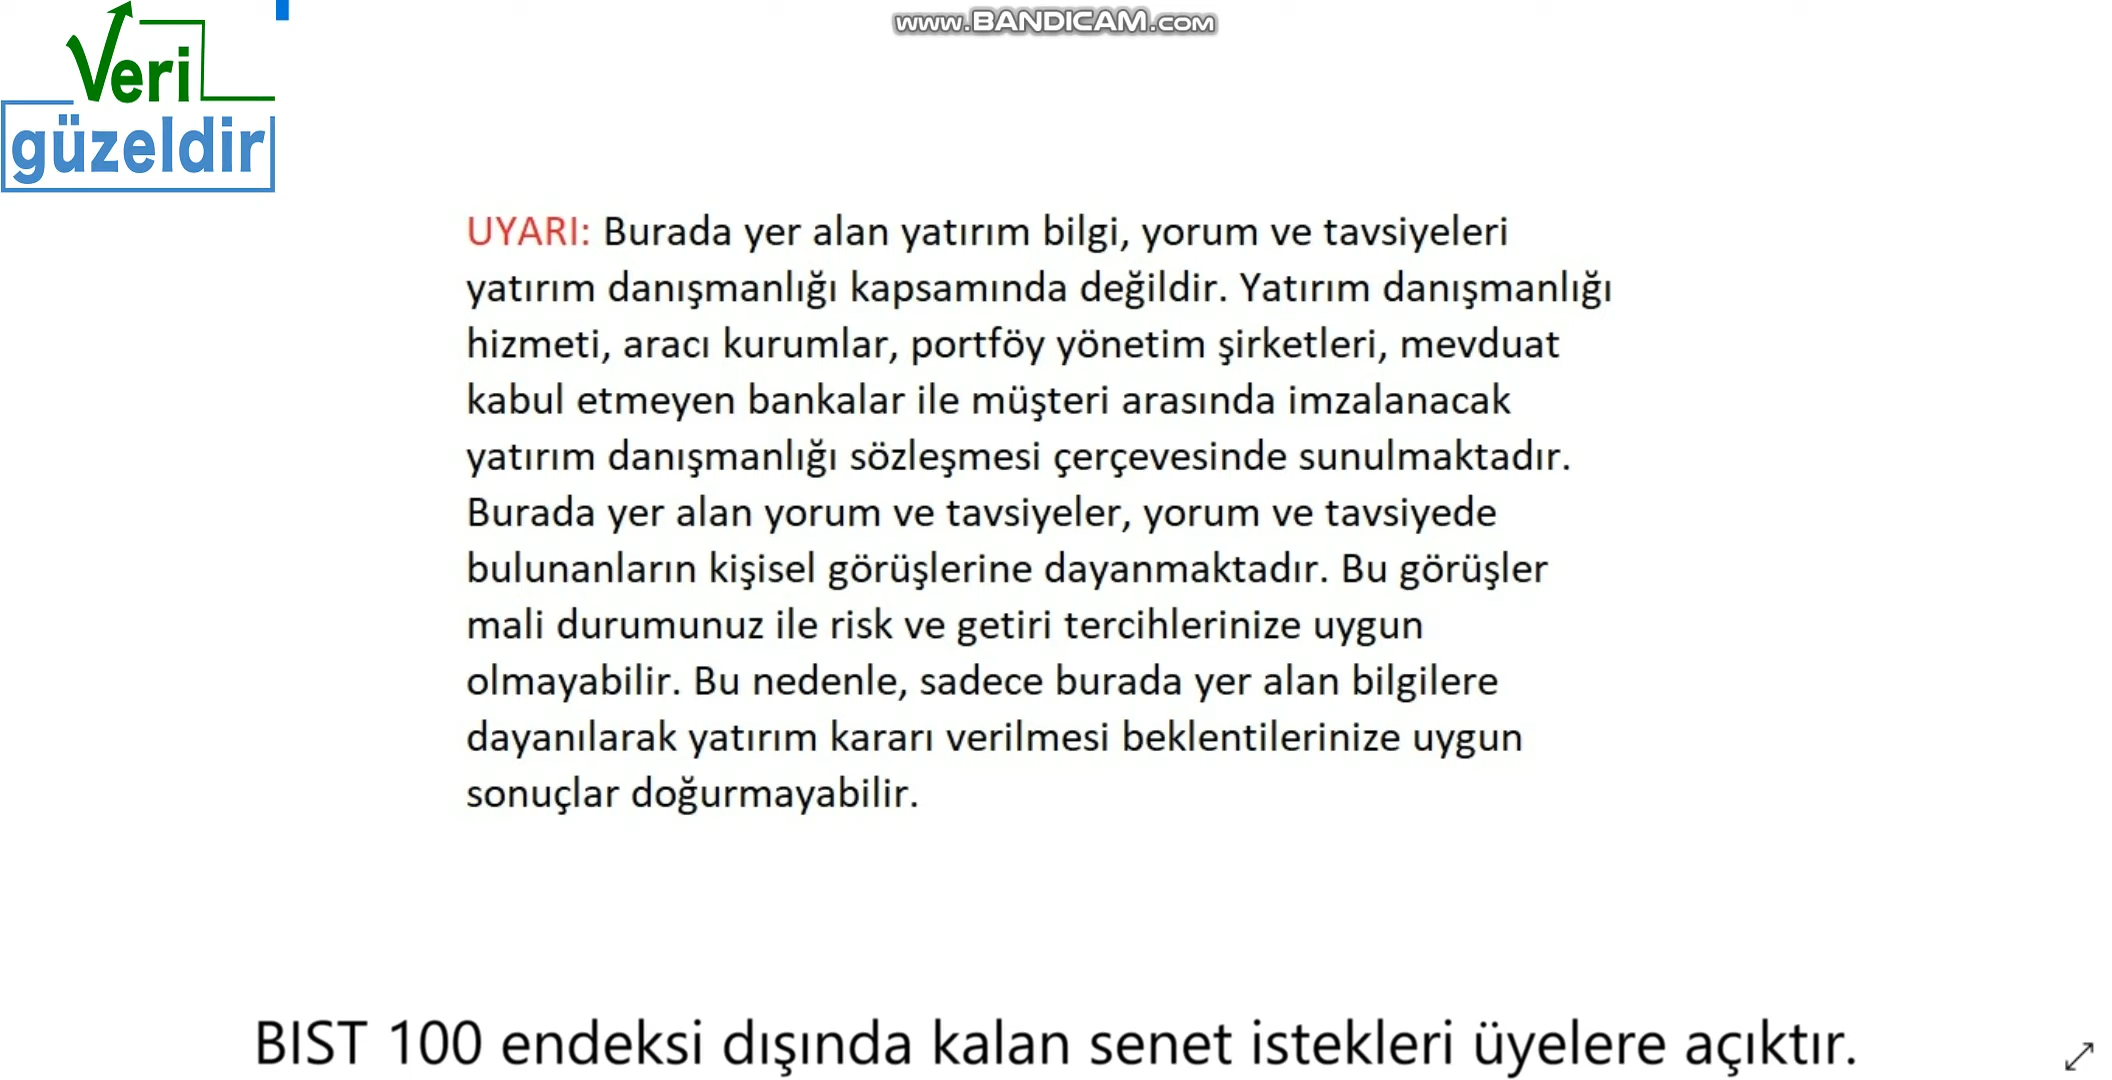 www.BANDICAM.com
Veri
güzeldir
UYARI: Burada yer alan yatırım bilgi, yorum ve tavsiyeleri
yatırım danışmanlığı kapsamında değildir. Yatırım danışmanlığı
hizmeti, aracı kurumlar, portföy yönetim şirketleri, mevduat
kabul etmeyen bankalar ile müşteri arasında imzalanacak
yatırım danışmanlığı sözleşmesi çerçevesinde sunulmaktadır.
Burada yer alan yorum ve tavsiyeler, yorum ve tavsiyede
bulunanların kişisel görüşlerine dayanmaktadır. Bu görüşler
mali durumunuz ile risk ve getiri tercihlerinize uygun
olmayabilir. Bu nedenle, sadece burada yer alan bilgilere
dayanılarak yatırım kararı verilmesi beklentilerinize uygun
sonuçlar doğurmayabilir.
BIST 100 endeksi dışında kalan senet istekleri üyelere açıktır.